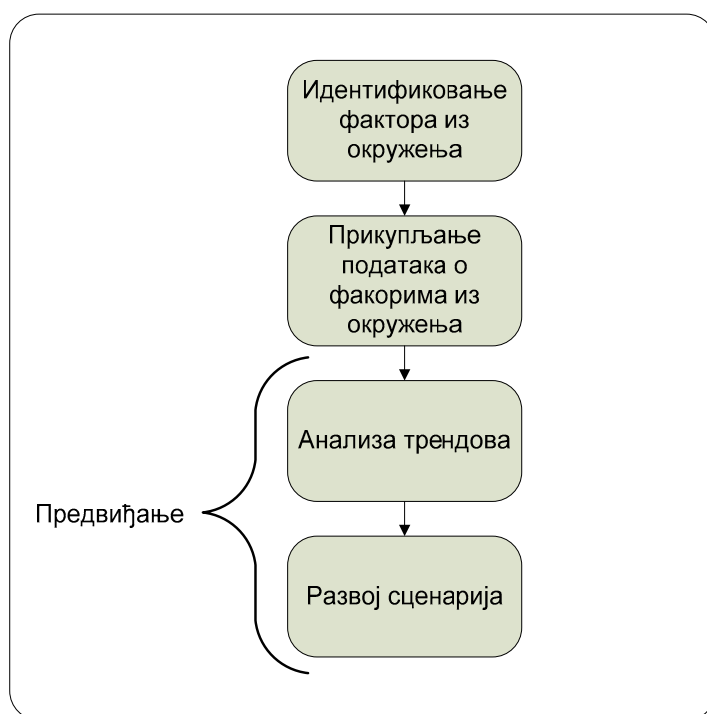 Идентификовање
фактора из
окружења
Прикупљање
података о
факорима из
окружења
Анализа трендова
Предвиђање
Развој сценарија